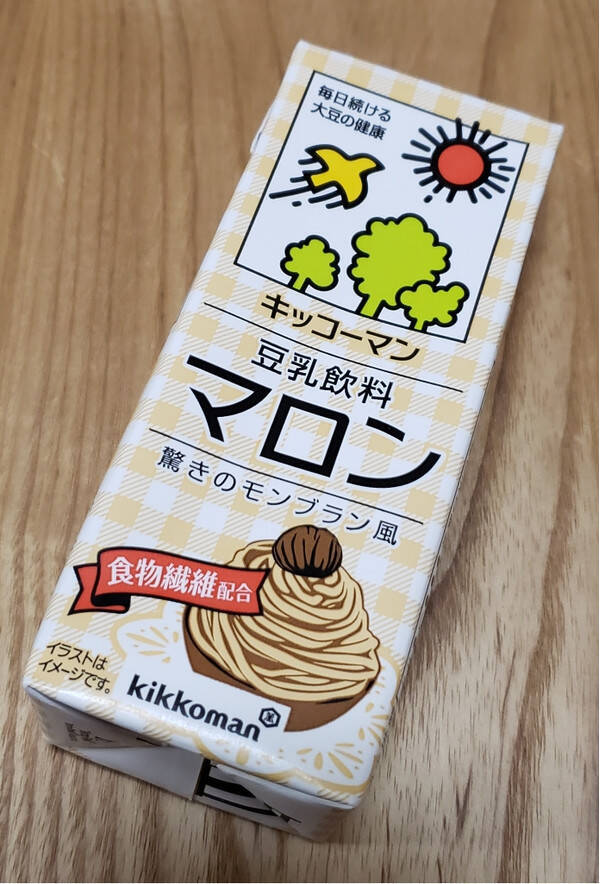 毎日続ける
大豆の健康
キッコーマン
豆乳飲料
マロン
驚きのモンブラン風
食物繊維配合
イラストは
イメージです。
kikkoman